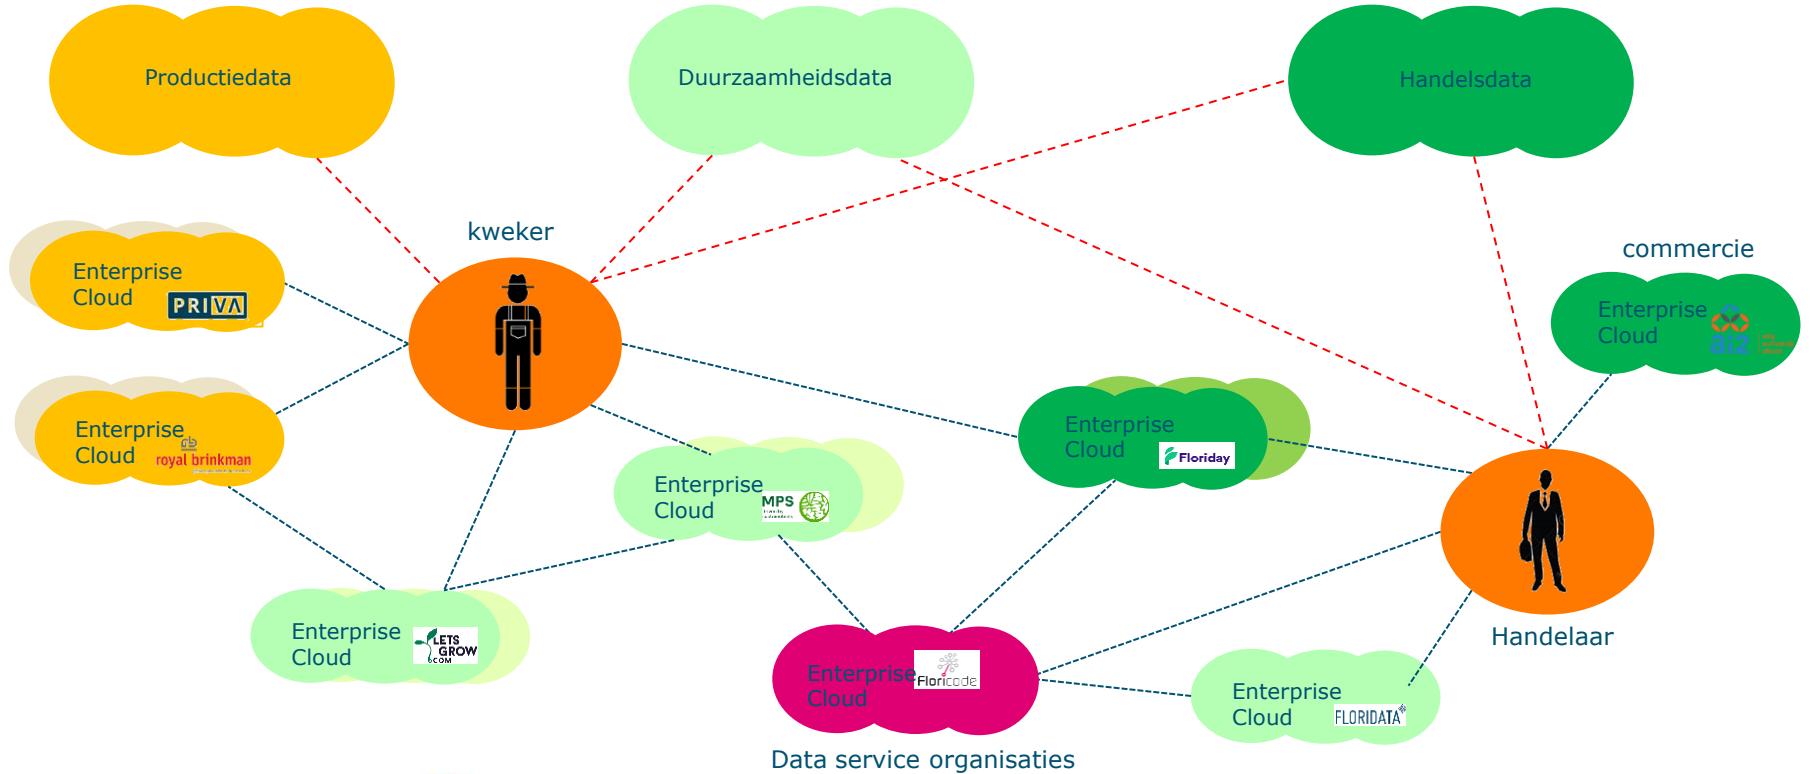 Productiedata
Duurzaamheidsdata
Handelsdata
kweker
commercie
Enterprise
Cloud
PRIVA
Enterprise
Cloud
ai2
Enterprise
Cloud
royal brinkman
Enterprise
Cloud
Floriday
Enterprise
Cloud
MPS
Enterprise
Cloud
LETS
GROW
COM
Handelaar
Enterprise
Cloud
Floricode
Enterprise
Cloud
FLORIDATA
Data service organisaties